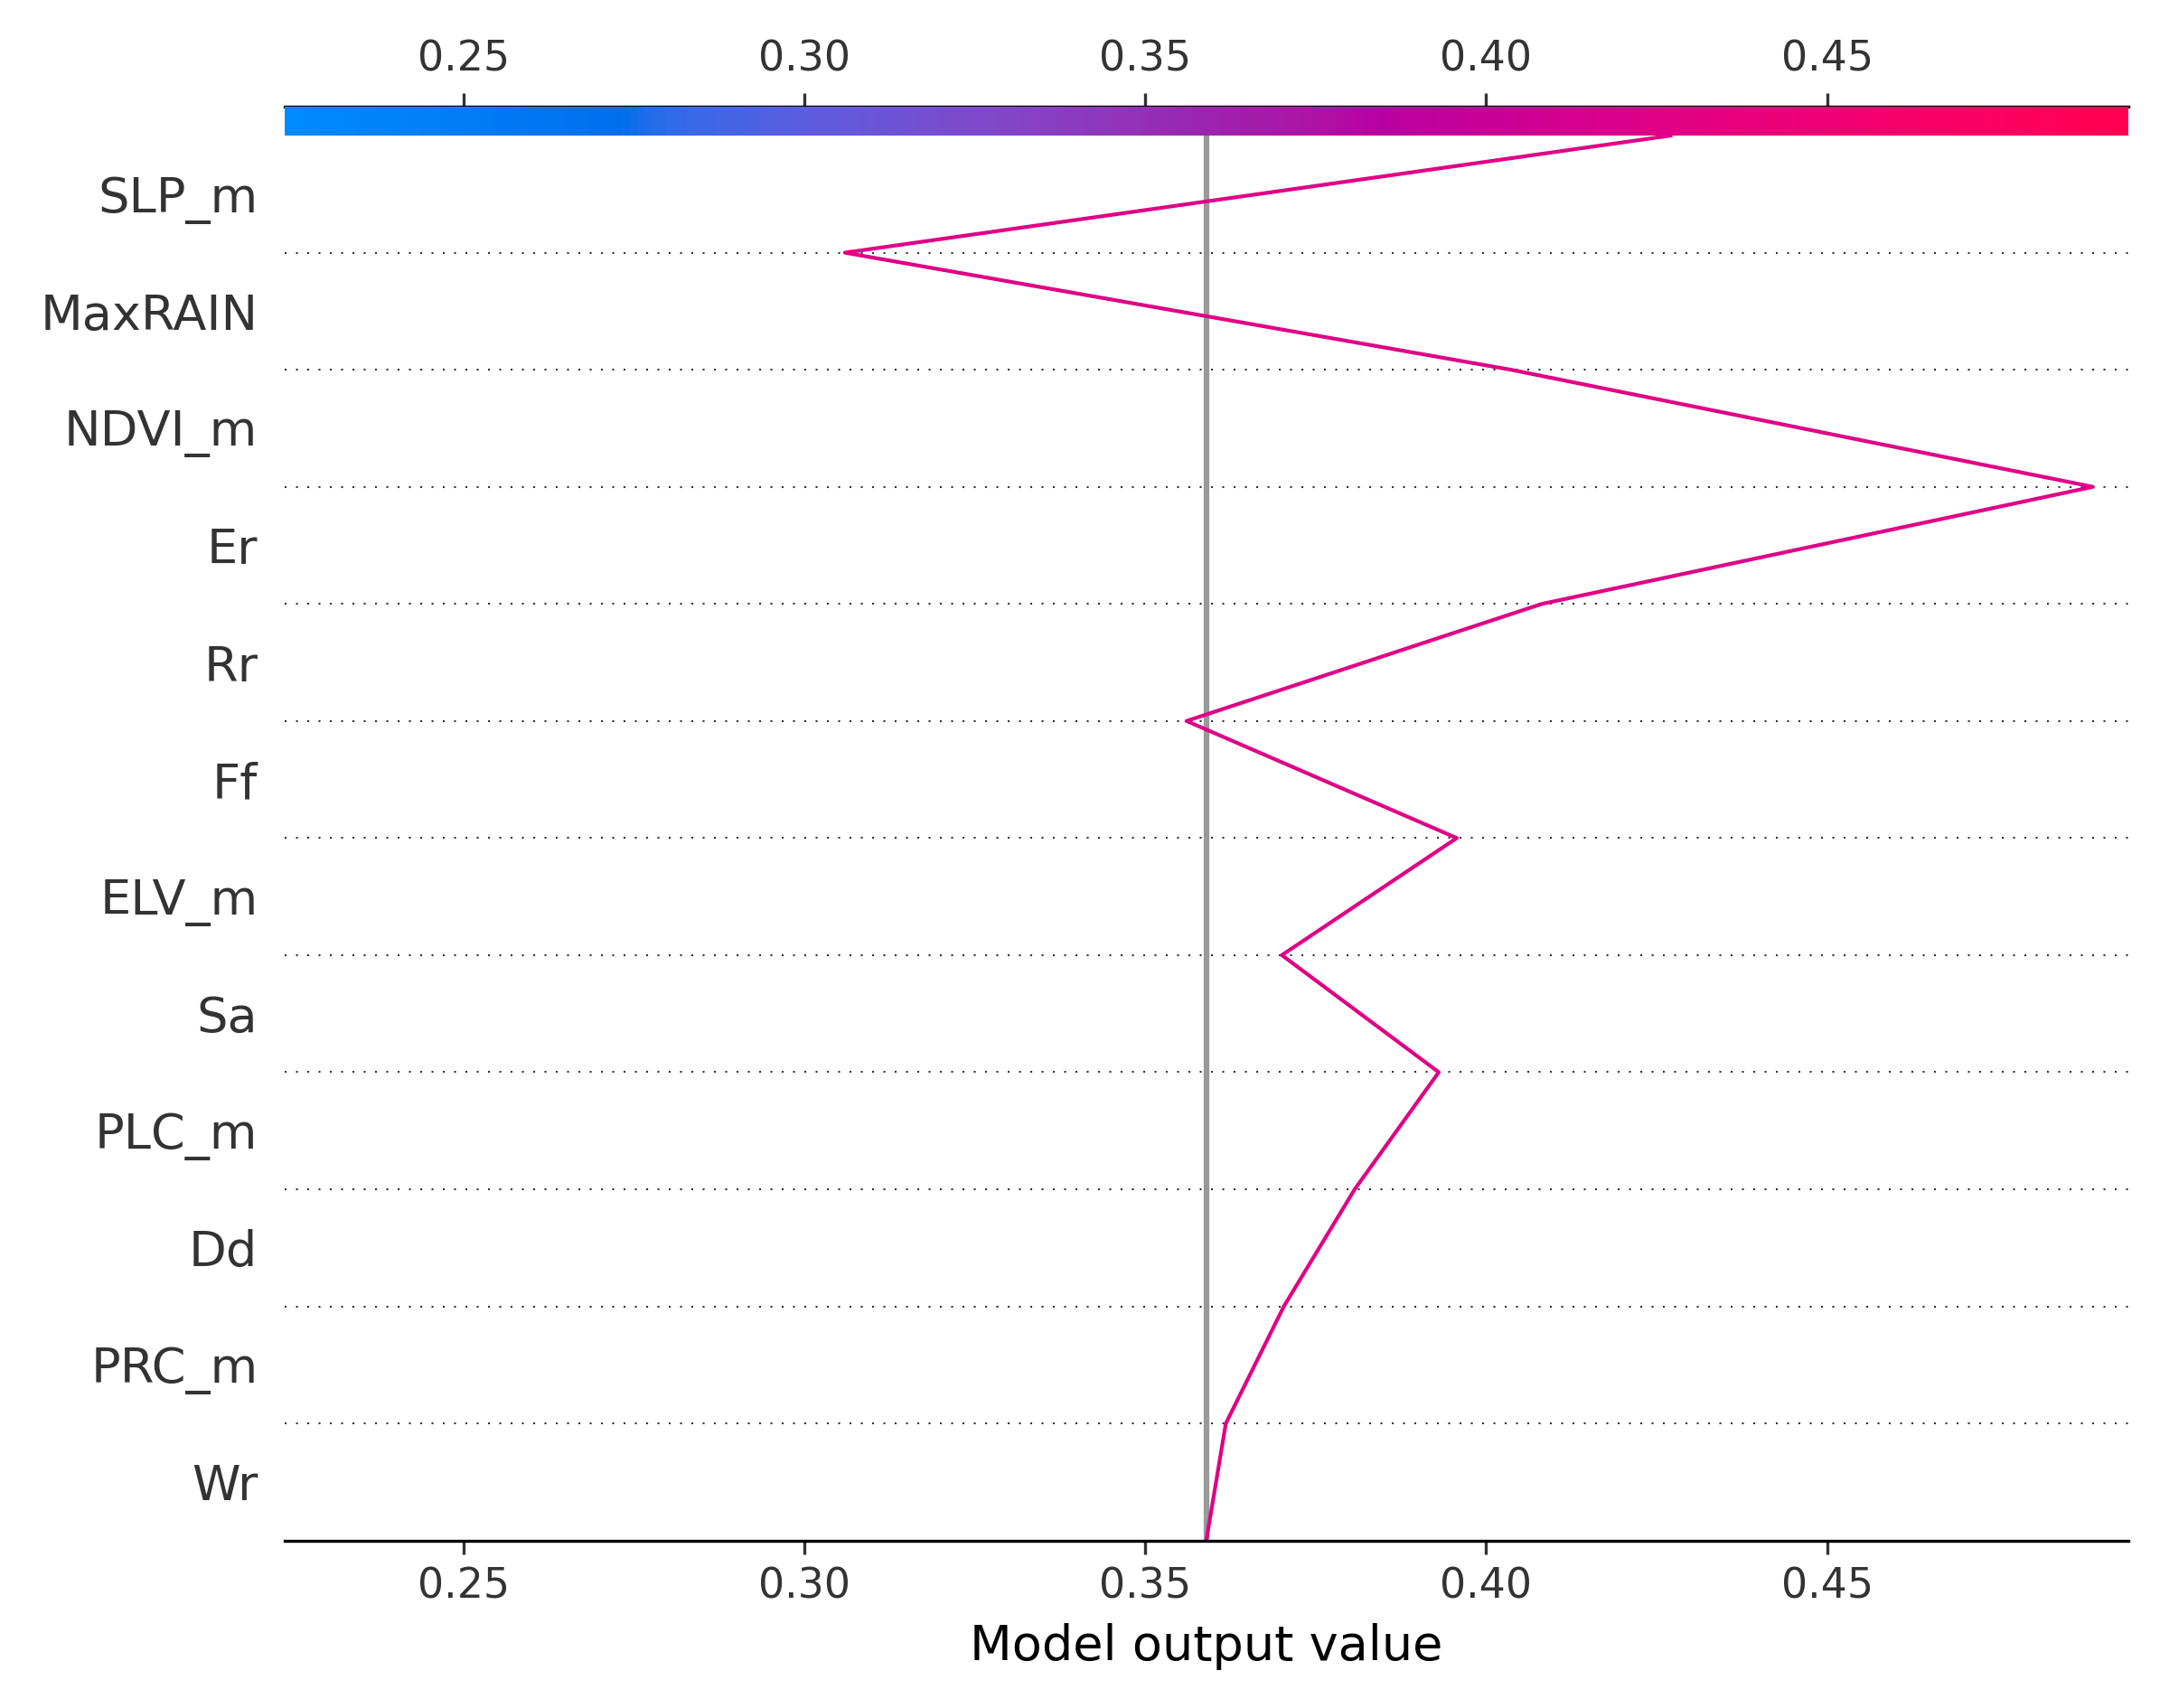 0.25 0.30 0.35 0.40 0.45
SLP_m
MaxRAIN
NDVI_m
Er
Rr
Ff
ELV_m
Sa
PLC_m
Dd
PRC_m
Wr
0.25 0.30 0.35 0.40 0.45
Model output value